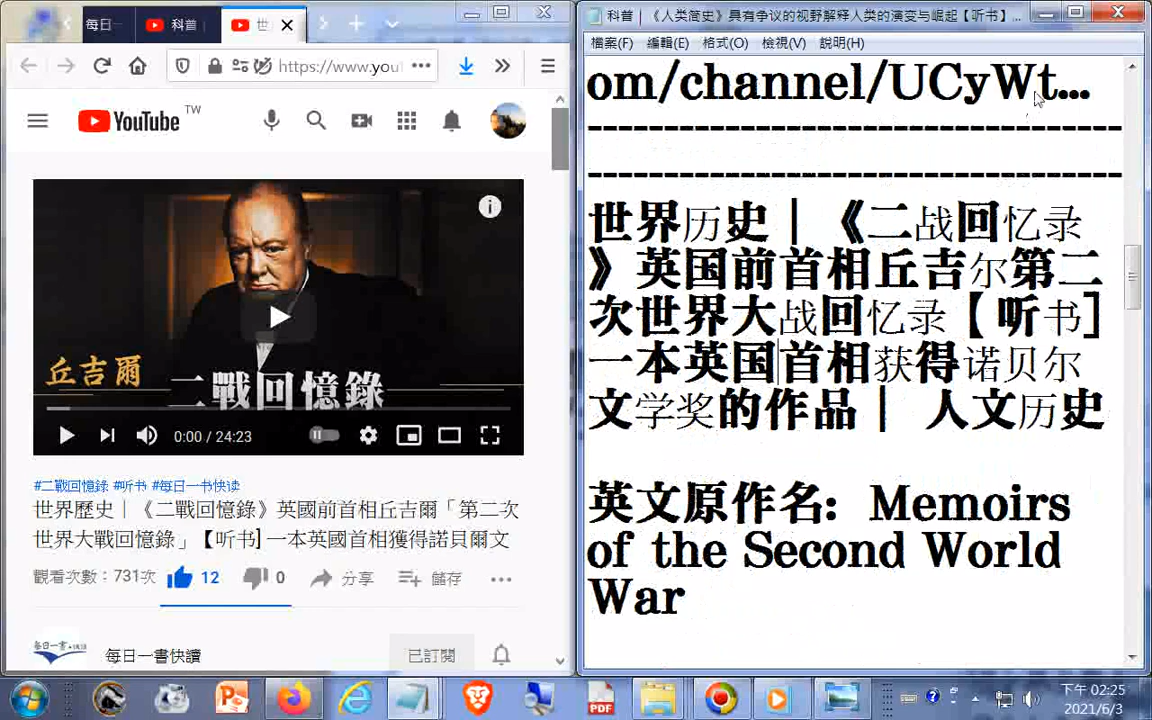 每日一
科普
世
https://www.you
YouTube TW
丘吉爾
二戰回憶錄
0:00 / 24:23
#二戰回憶錄 #听书 #每日一书快读
世界歷史｜《二戰回憶錄》英國前首相丘吉爾「第二次
世界大戰回憶錄」【听书] 一本英國首相獲得諾貝爾文
觀看次數：731次 12 0 分享 儲存
每日一書快讀 已訂閱
科普｜《人类简史》具有争议的视野解释人类的演变与崛起【听书】...
檔案(F) 編輯(E) 格式(O) 檢視(V) 說明(H)
om/channel/UCyWt...
--------------------------------
--------------------------------
世界历史｜《二战回忆录
》英国前首相丘吉尔第二
次世界大战回忆录【听书]
一本英国首相获得诺贝尔
文学奖的作品｜ 人文历史
英文原作名：Memoirs
of the Second World
War
PDF
下午 02:25
2021/6/3